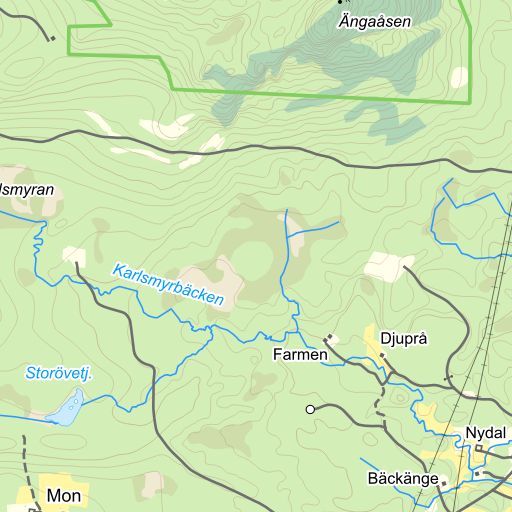 Ängaåsen
lsmyran
Karlsmyrbäcken
Farmen
Djuprå
Storövetj.
Nydal
Bäckänge
Mon